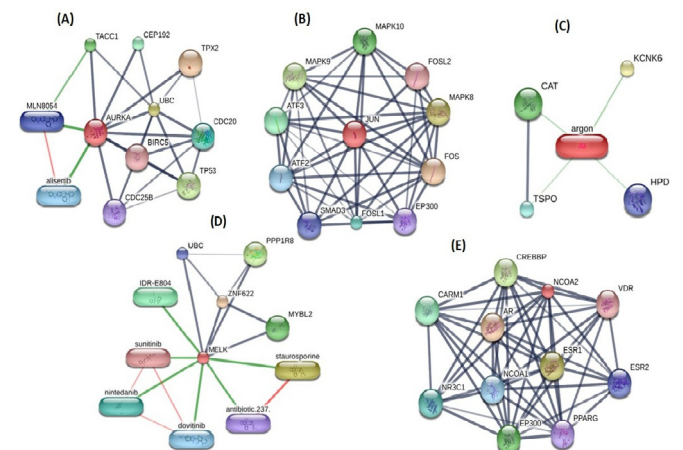 (A)
TACC1
CEP192
TPX2
MLN8054
UBC
AURKA
CDC20
BIRC5
alisertib
TP53
CDC25B
(B)
MAPK10
MAPK9
FOSL2
MAPK8
ATF3
JUN
FOS
ATF2
EP300
SMAD3
FOSL1
(C)
KCNK6
CAT
argon
TSPO
HPD
(D)
UBC
PPP1R8
IDR-E804
ZNF622
MYBL2
sunitinib
MELK
staurosporine
nintedanib
antibiotic.237.
dovitinib
(E)
CREBBP
NCOA2
CARM1
VDR
AR
ESR1
ESR2
NR3C1
NCOA1
EP300
PPARG